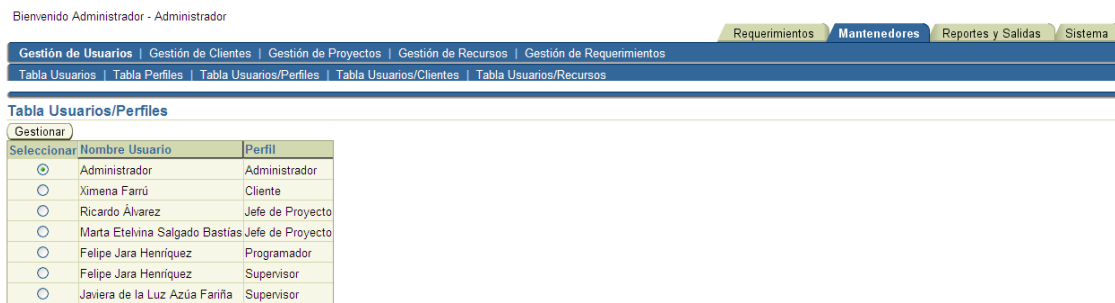 Bienvenido Administrador - Administrador
Requerimientos Mantenedores Reportes y Salidas Sistema
Gestión de Usuarios | Gestión de Clientes | Gestión de Proyectos | Gestión de Recursos | Gestión de Requerimientos
Tabla Usuarios | Tabla Perfiles | Tabla Usuarios/Perfiles | Tabla Usuarios/Clientes | Tabla Usuarios/Recursos
Tabla Usuarios/Perfiles
Gestionar
Seleccionar Nombre Usuario Perfil
Administrador Administrador
Ximena Farrú Cliente
Ricardo Álvarez Jefe de Proyecto
Marta Etelvina Salgado Bastías Jefe de Proyecto
Felipe Jara Henríquez Programador
Felipe Jara Henríquez Supervisor
Javiera de la Luz Azúa Fariña Supervisor